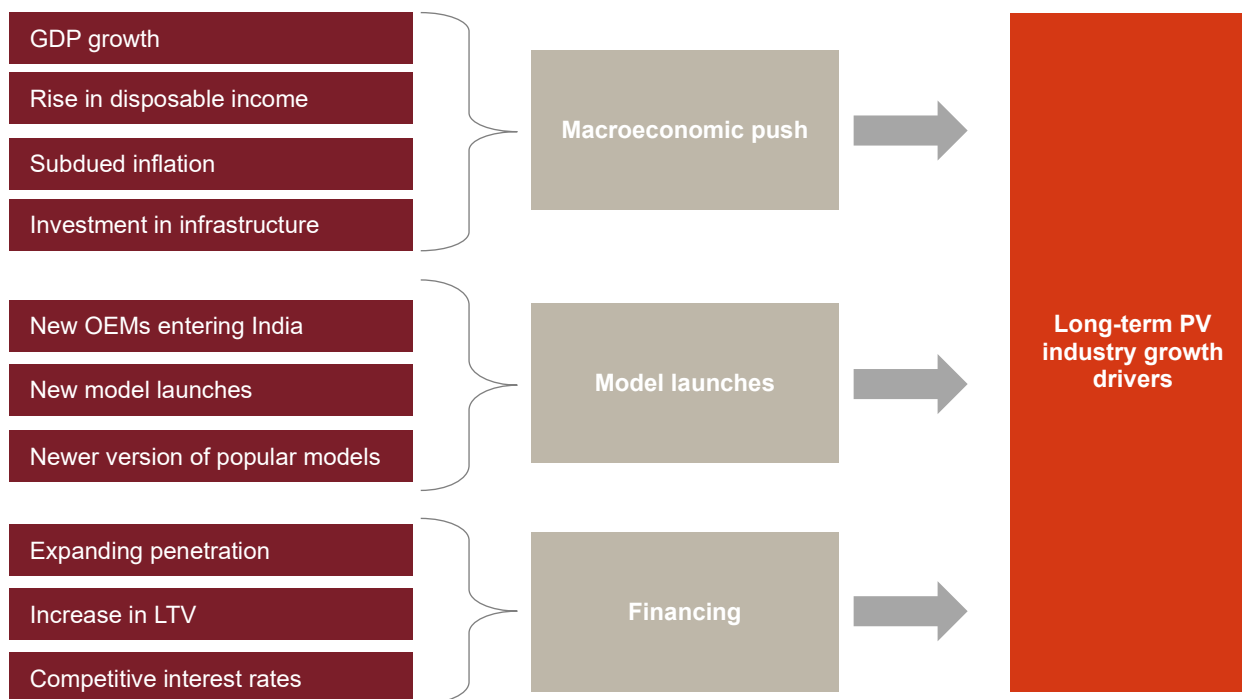 GDP growth
Rise in disposable income
Subdued inflation
Investment in infrastructure
Macroeconomic push
New OEMs entering India
New model launches
Newer version of popular models
Model launches
Expanding penetration
Increase in LTV
Competitive interest rates
Financing
Long-term PV
industry growth
drivers